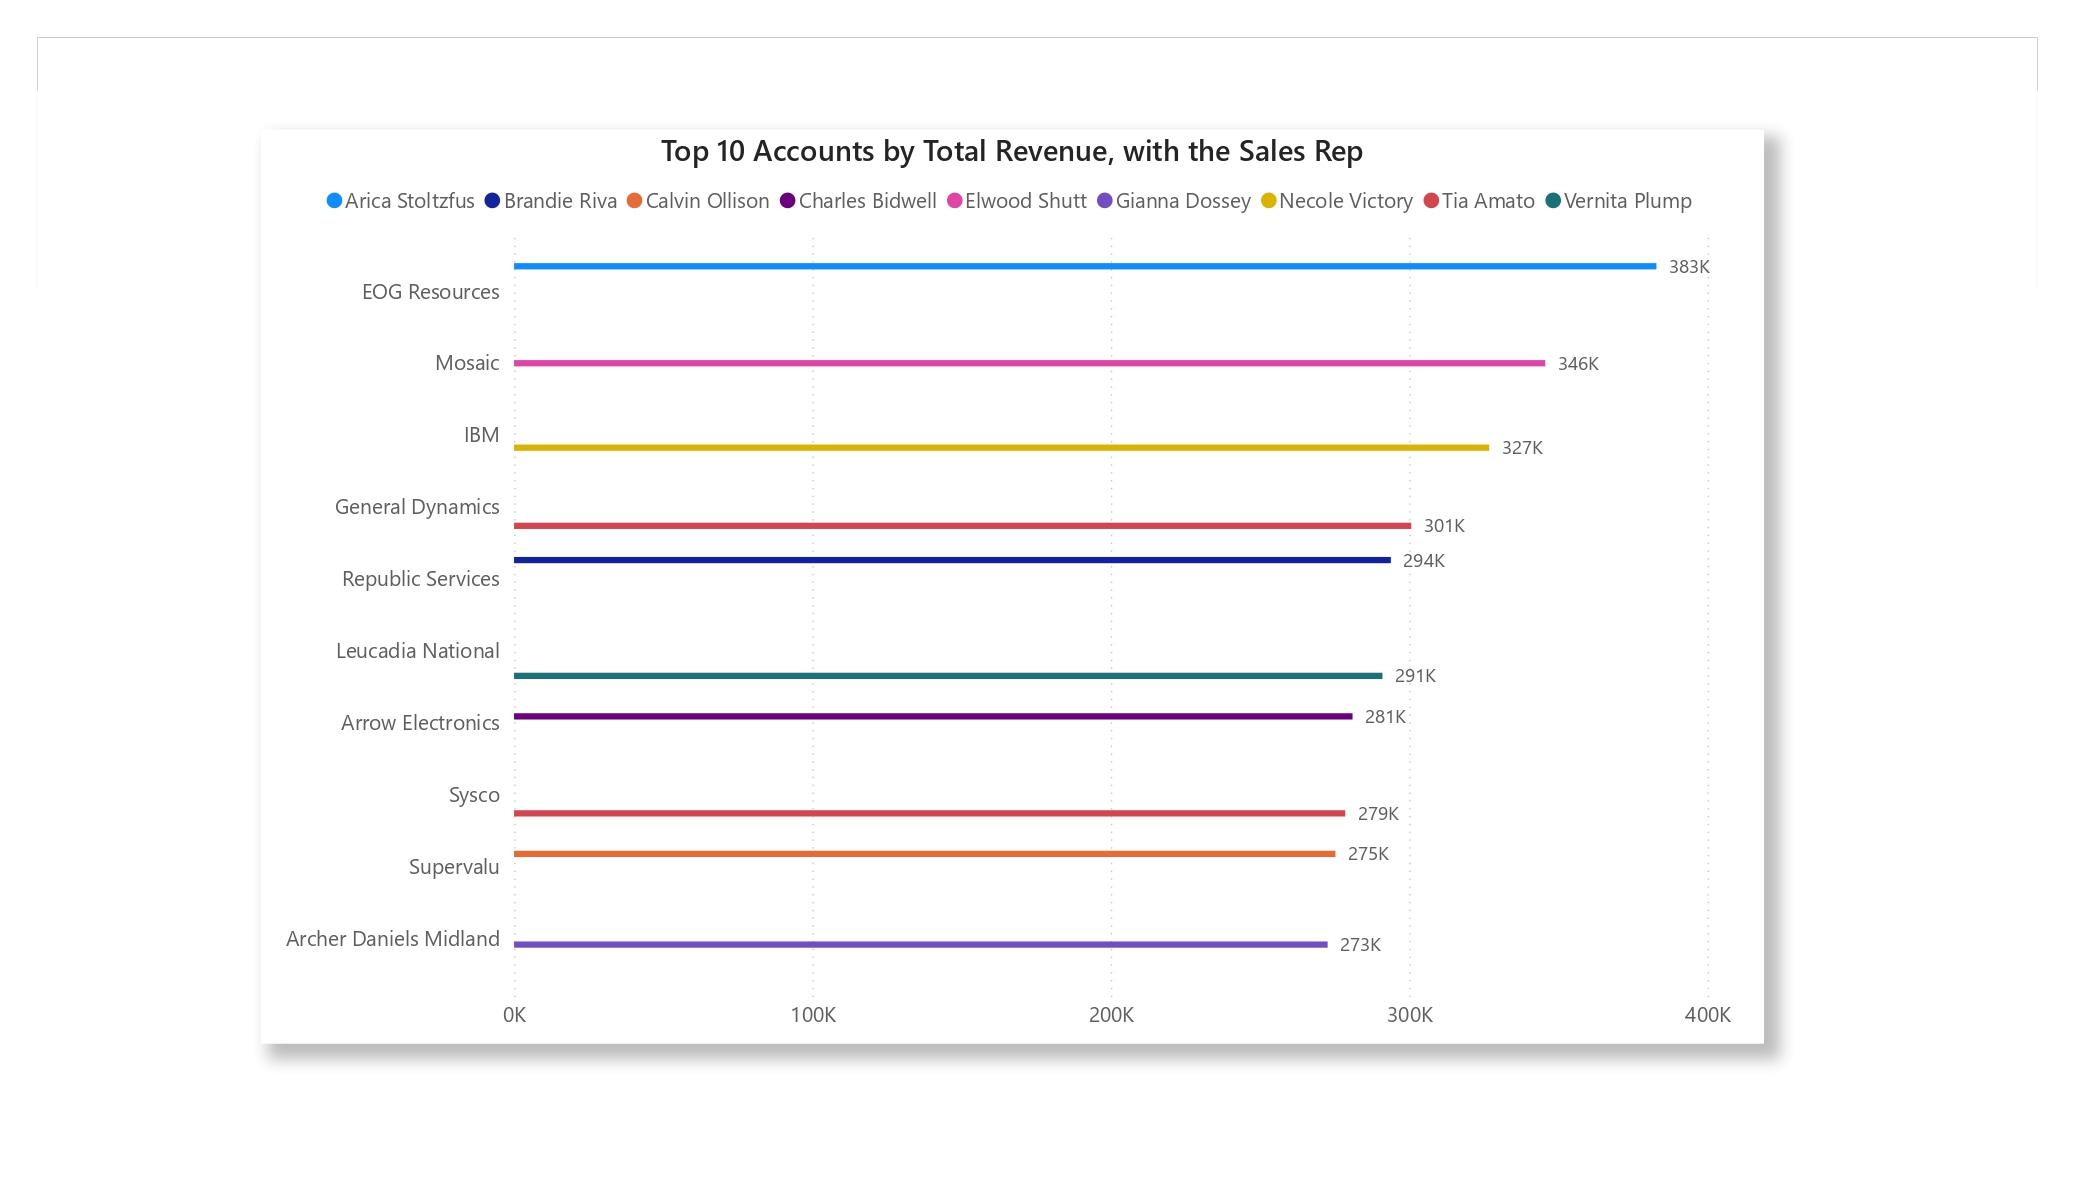 Top 10 Accounts by Total Revenue, with the Sales Rep
Arica Stoltzfus Brandie Riva Calvin Ollison Charles Bidwell Elwood Shutt Gianna Dossey Necole Victory Tia Amato Vernita Plump
EOG Resources 383K
Mosaic 346K
IBM 327K
General Dynamics 301K
Republic Services 294K
Leucadia National 291K
Arrow Electronics 281K
Sysco 279K
Supervalu 275K
Archer Daniels Midland 273K
0K 100K 200K 300K 400K